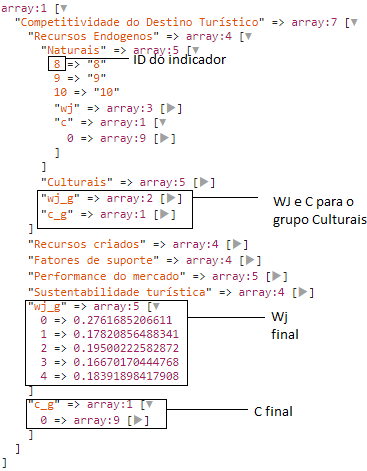 array:1 [▼
"Competitividade do Destino Turístico" => array:7 [▼
"Recursos Endogenos" => array:4 [▼
"Naturais" => array:5 [▼
8 => "8" ID do indicador
9 => "9"
10 => "10"
"wj" => array:3 [▶]
"c" => array:1 [▼
0 => array:9 [▶]
]
]
"Culturais" => array:5 [▶]
"wj_g" => array:2 [▶]
"c_g" => array:1 [▶]
WJ e C para o
grupo Culturais
]
"Recursos criados" => array:4 [▶]
"Fatores de suporte" => array:4 [▶]
"Performance do mercado" => array:5 [▶]
"Sustentabilidade turística" => array:4 [▶]
"wj_g" => array:5 [▼
0 => 0.2761685206611
1 => 0.17820856488341
2 => 0.19500222582872
3 => 0.16670170444768
4 => 0.18391898417908
Wj
final
]
"c_g" => array:1 [▼
0 => array:9 [▶]
C final
]
]
]